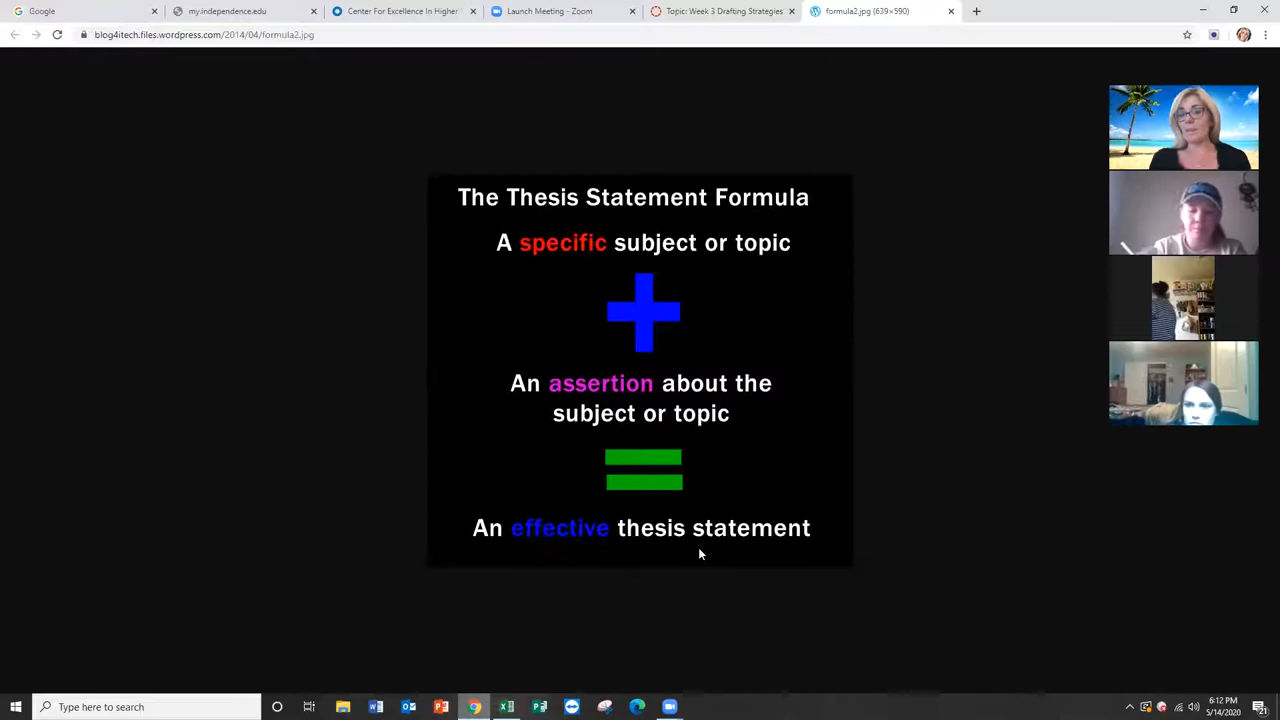 Google
my.independence.edu
Center For Excellence In Higher
Launch Meeting - Zoom
Topic: Week 3 Drafting Strategies
formula2.jpg (639×590)
blog4itech.files.wordpress.com/2014/04/formula2.jpg
The Thesis Statement Formula
A specific subject or topic
An assertion about the
subject or topic
An effective thesis statement
Type here to search
6:12 PM
5/14/2020